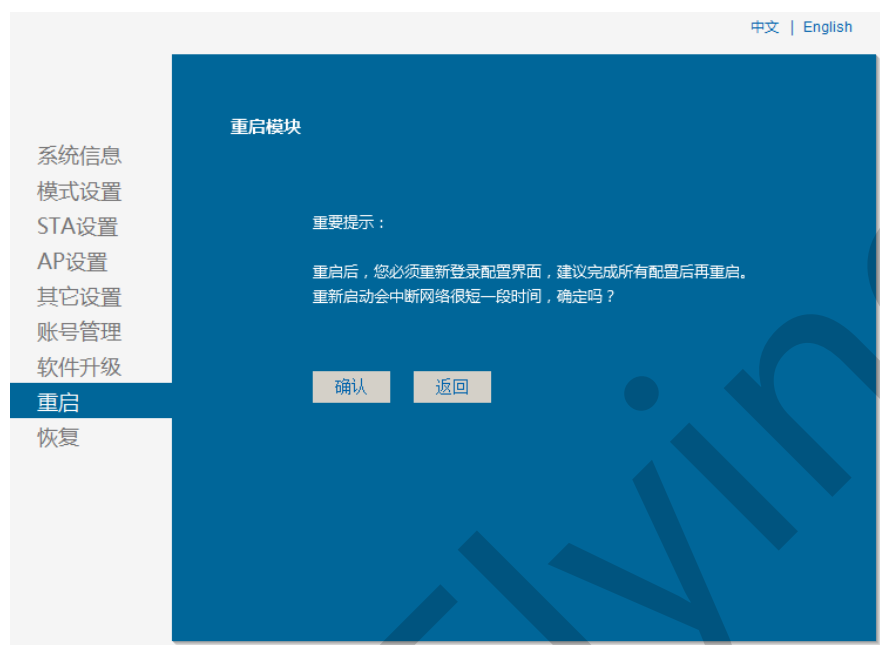 中文 | English
重启模块
系统信息
模式设置
STA设置
AP设置
其它设置
账号管理
软件升级
重启
恢复
重要提示：
重启后，您必须重新登录配置界面，建议完成所有配置后再重启。
重新启动会中断网络很短一段时间，确定吗？
确认 返回